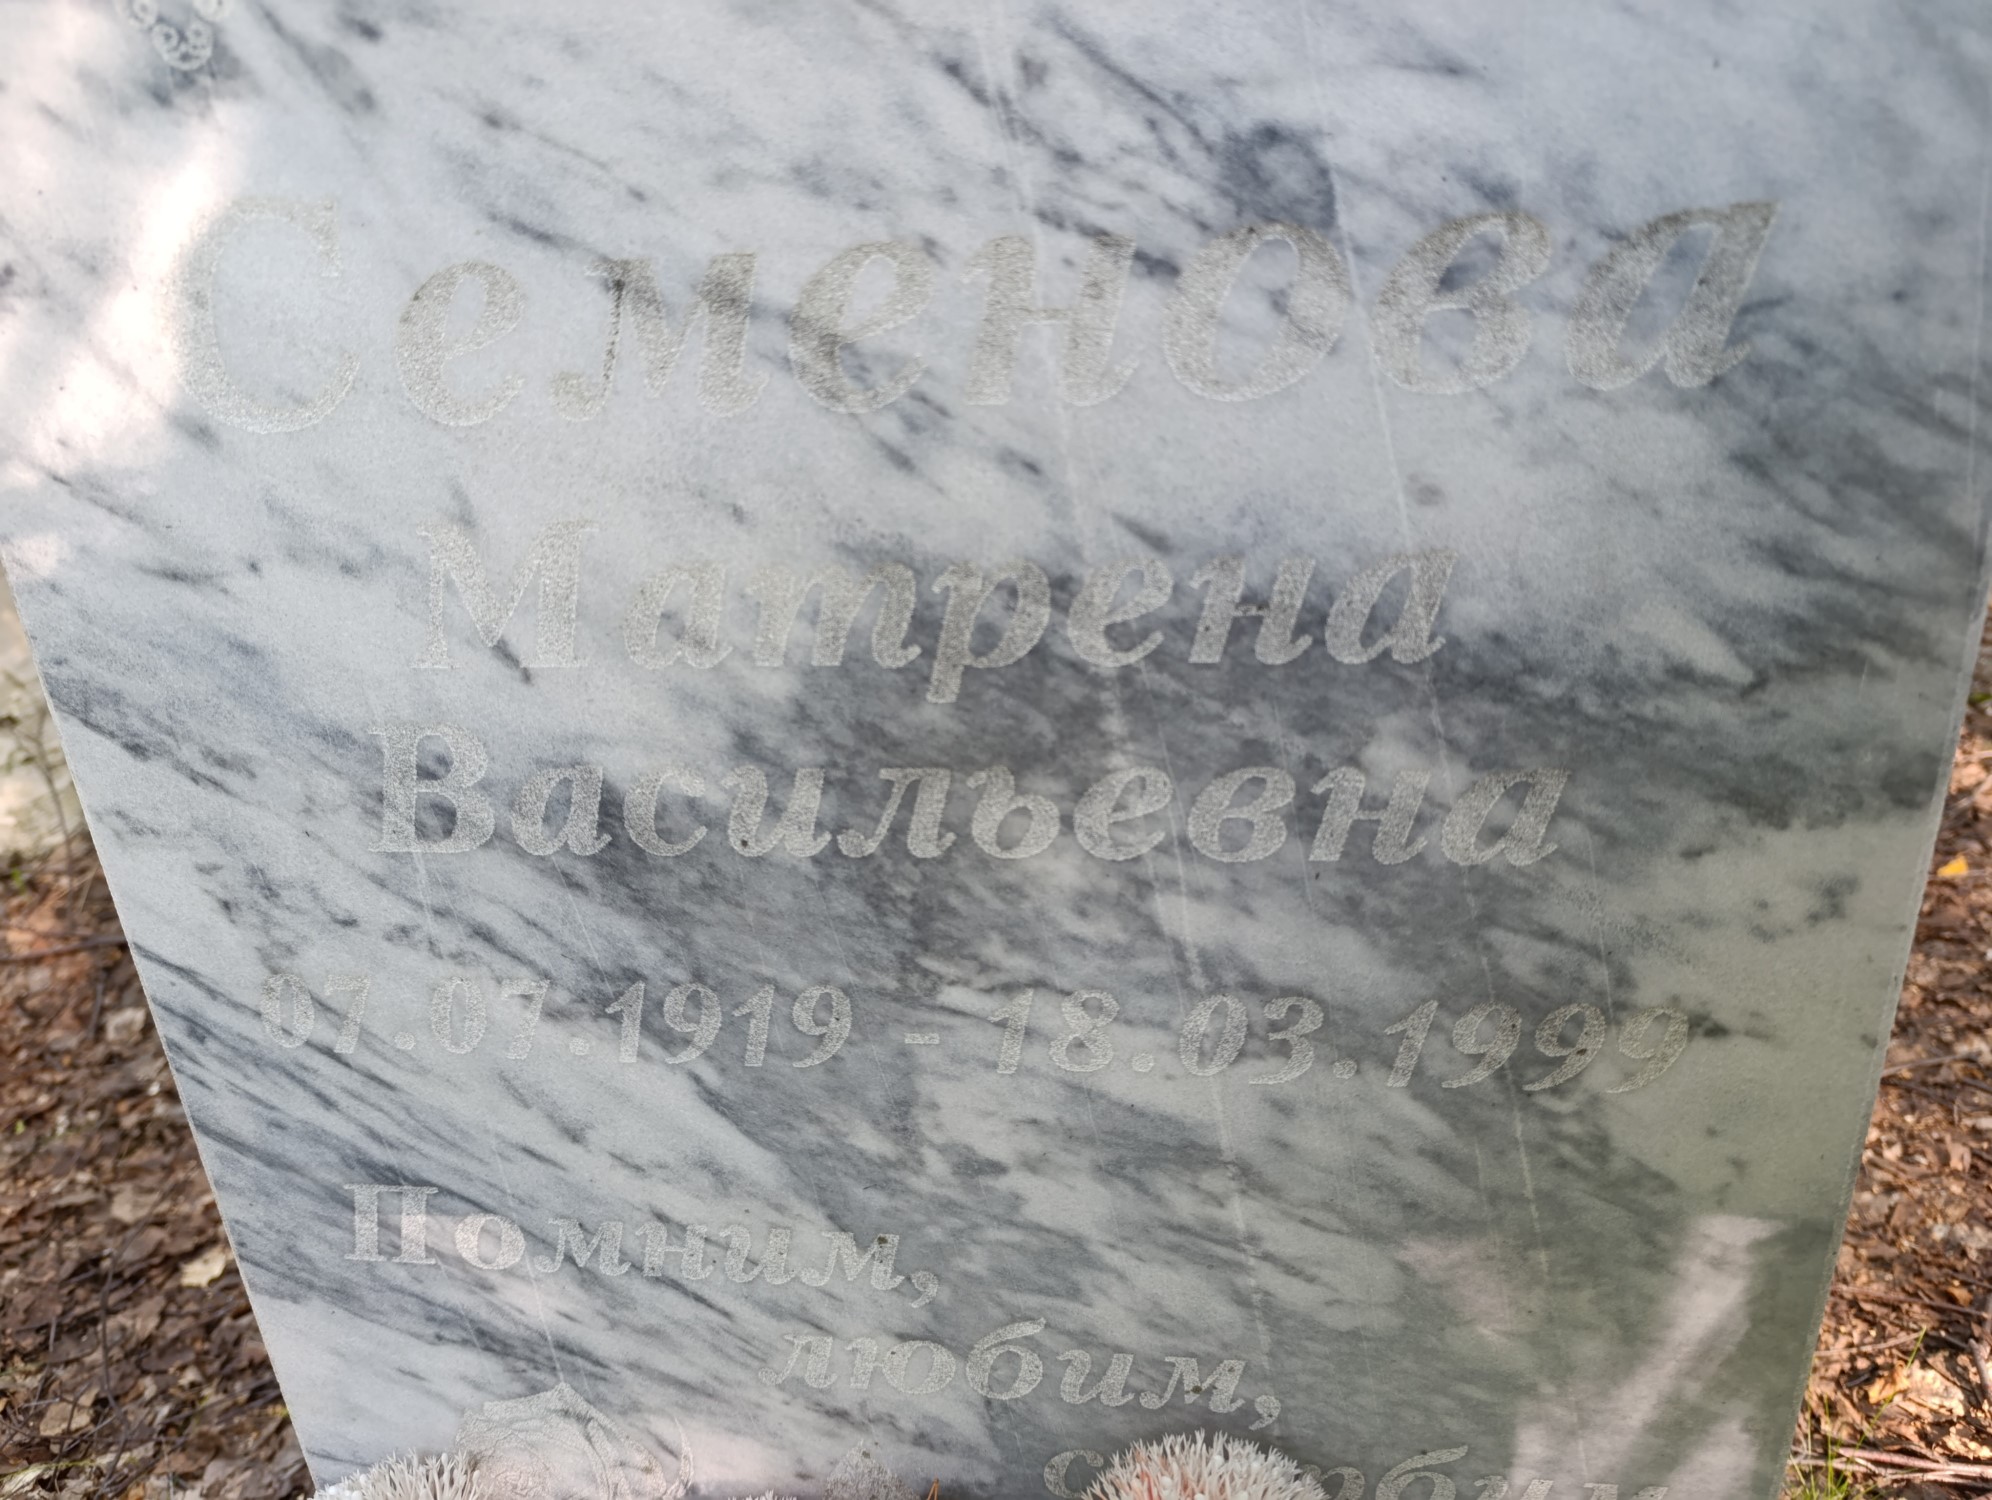 Семенова
Матрена
Васильевна
07.07.1919 - 18.03.1999
Помним,
любим,